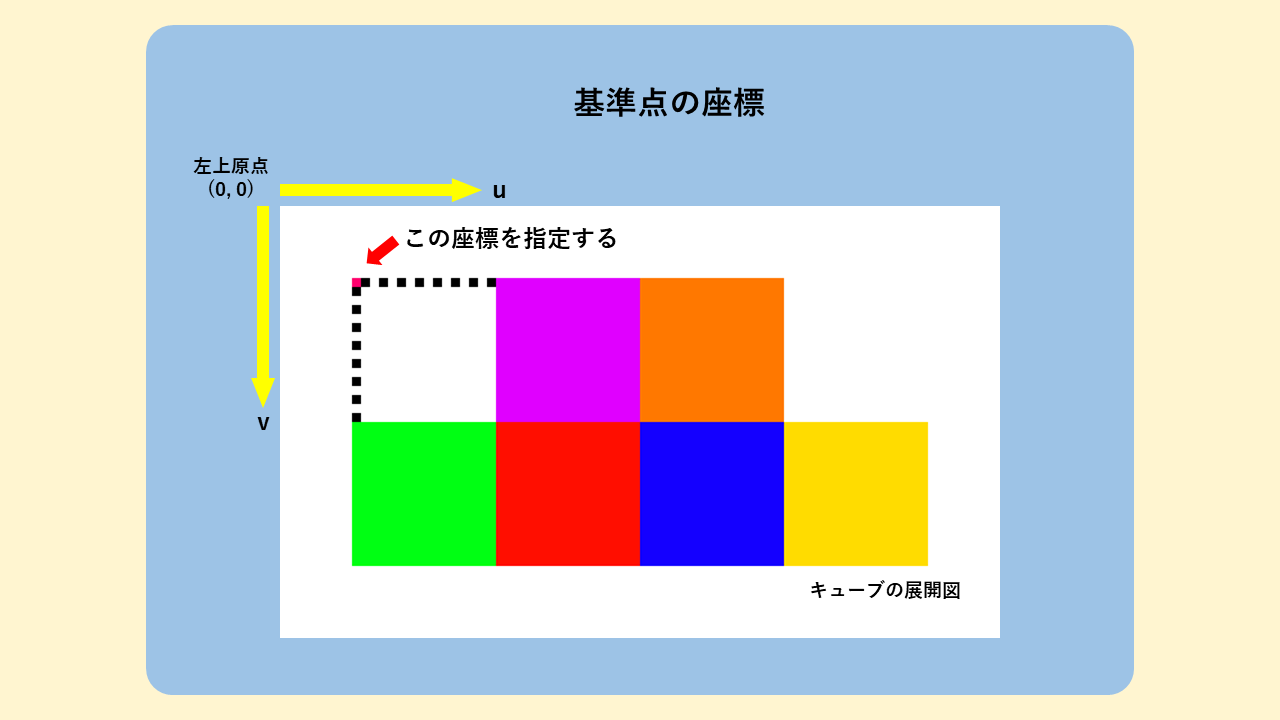 基準点の座標
左上原点
(0, 0)
u
この座標を指定する
v
キューブの展開図